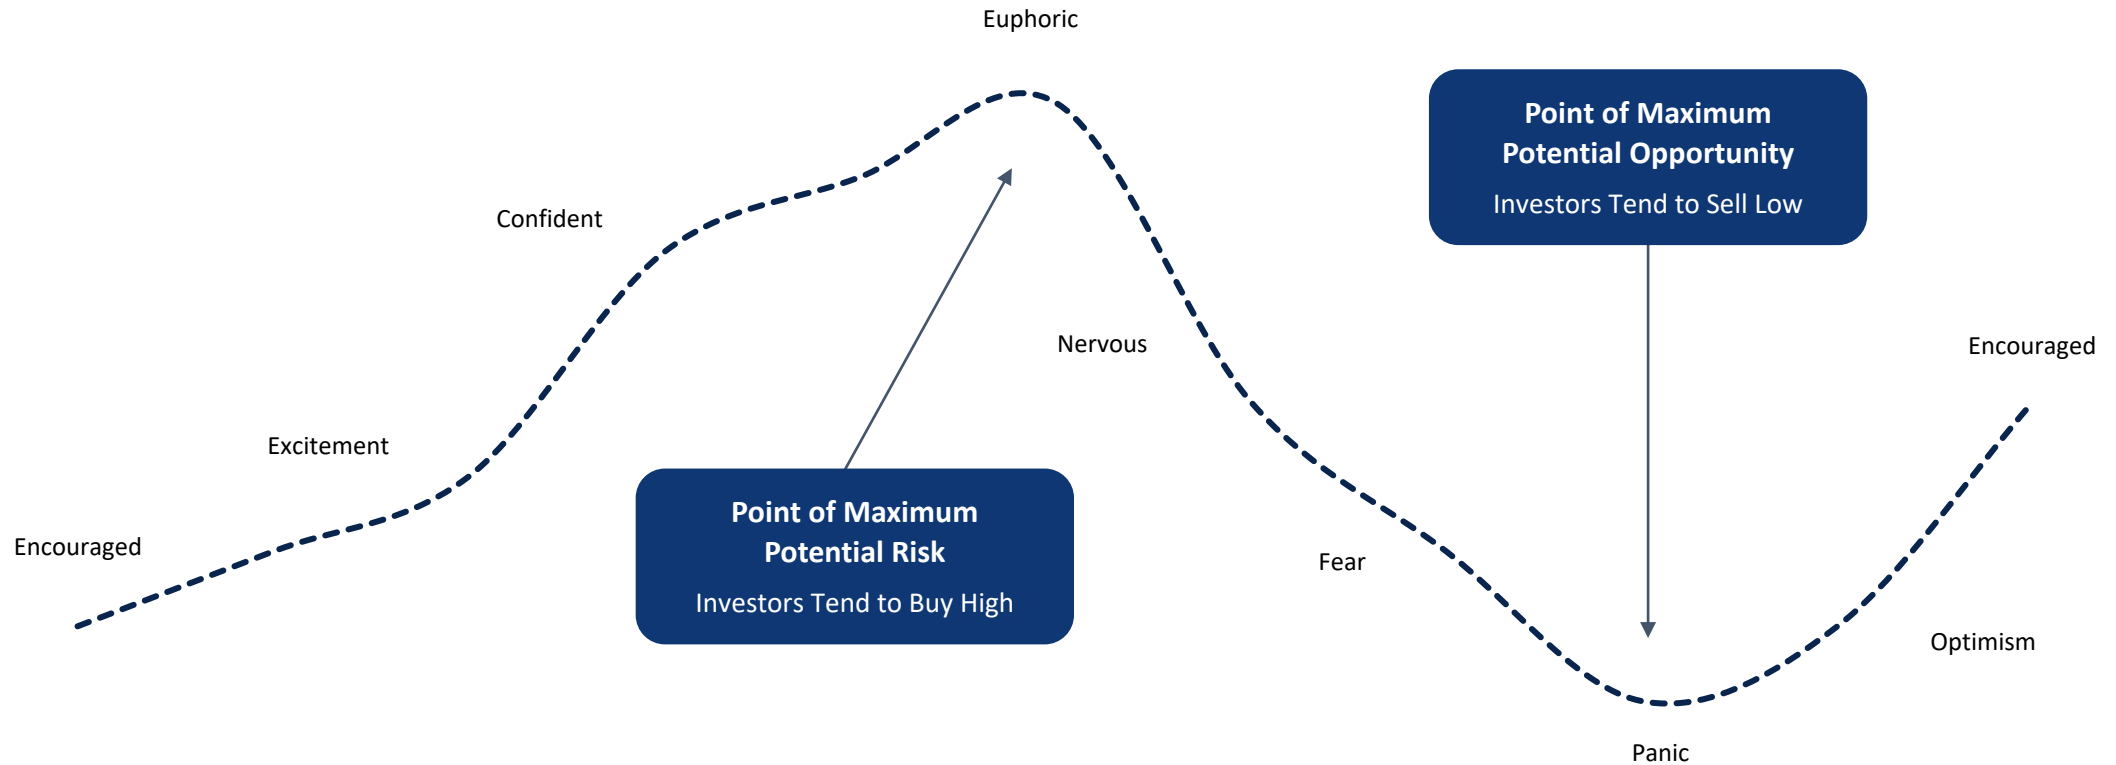 Euphoric
Point of Maximum
Potential Opportunity
Investors Tend to Sell Low
Confident
Nervous
Encouraged
Excitement
Point of Maximum
Potential Risk
Investors Tend to Buy High
Encouraged
Fear
Optimism
Panic